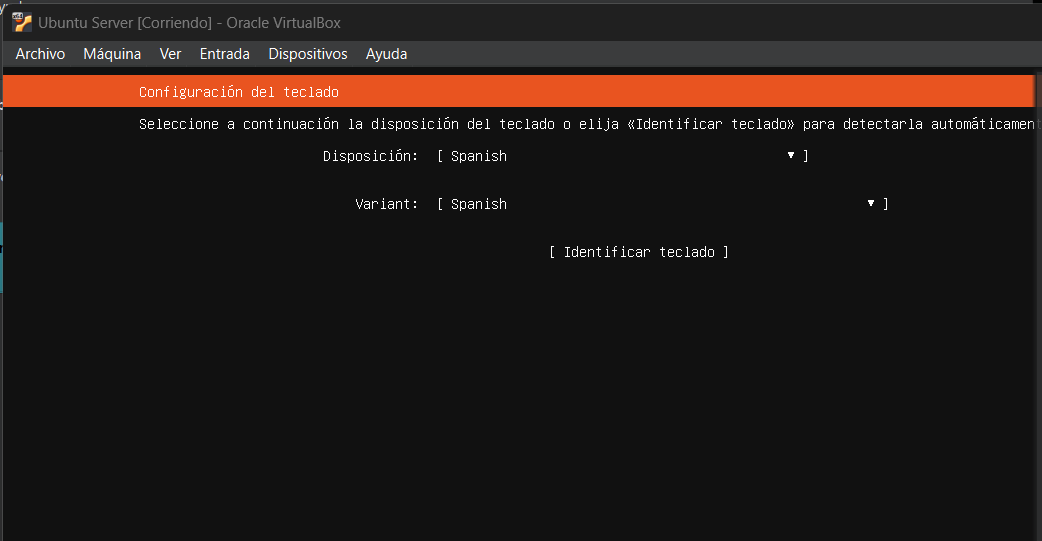 Ubuntu Server [Corriendo] - Oracle VirtualBox
Archivo Máquina Ver Entrada Dispositivos Ayuda
Configuración del teclado
Seleccione a continuación la disposición del teclado o elija «Identificar teclado» para detectarla automáticamen
Disposición: [ Spanish ▼ ]
Variant: [ Spanish ▼ ]
[ Identificar teclado ]